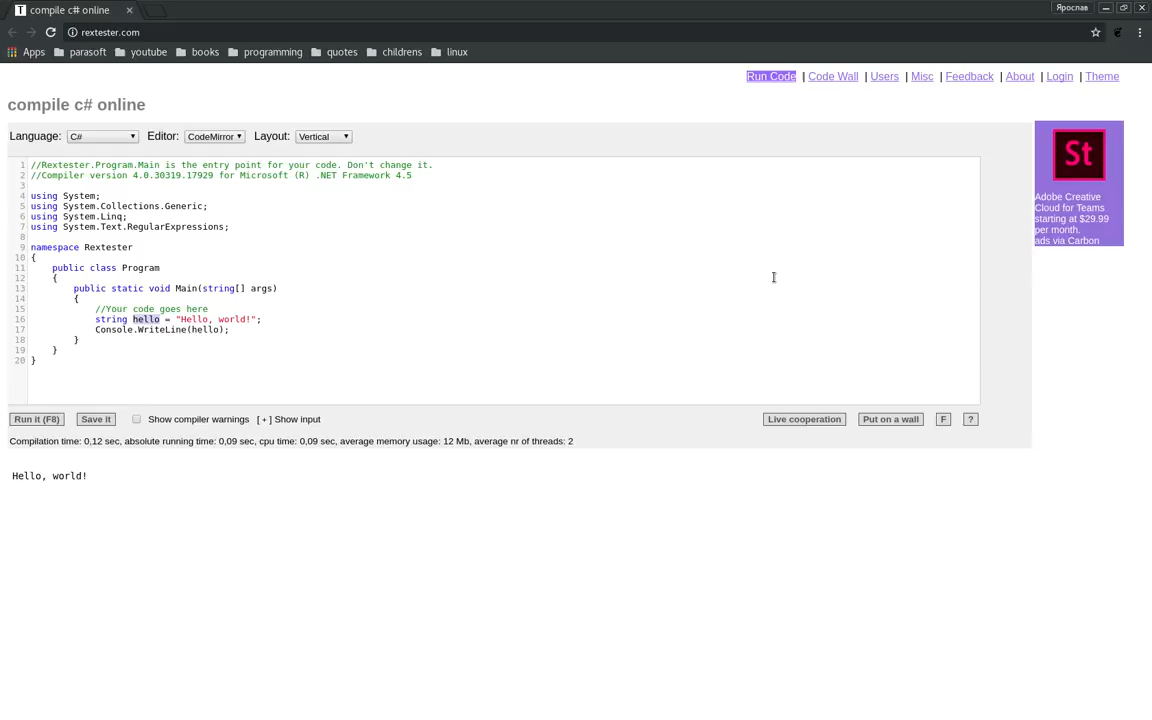 T compile c# online
Ярослав
rextester.com
Apps parasoft youtube books programming quotes childrens linux
Run Code | Code Wall | Users | Misc | Feedback | About | Login | Theme
compile c# online
Language: C# Editor: CodeMirror Layout: Vertical
1 //Rextester.Program.Main is the entry point for your code. Don't change it.
2 //Compiler version 4.0.30319.17929 for Microsoft (R) .NET Framework 4.5
3
4 using System;
5 using System.Collections.Generic;
6 using System.Linq;
7 using System.Text.RegularExpressions;
8
9 namespace Rextester
10 {
11 public class Program
12 {
13 public static void Main(string[] args)
14 {
15 //Your code goes here
16 string hello = "Hello, world!";
17 Console.WriteLine(hello);
18 }
19 }
20 }
St
Adobe Creative
Cloud for Teams
starting at $29.99
per month.
ads via Carbon
Run it (F8) Save it Show compiler warnings [ + ] Show input Live cooperation Put on a wall F ?
Compilation time: 0,12 sec, absolute running time: 0,09 sec, cpu time: 0,09 sec, average memory usage: 12 Mb, average nr of threads: 2
Hello, world!